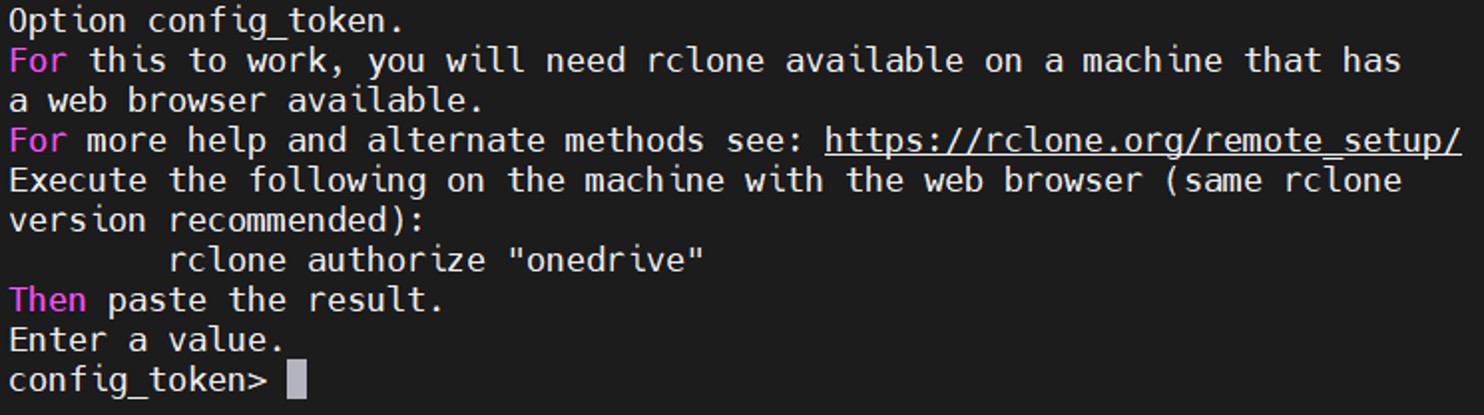 Option config_token.
For this to work, you will need rclone available on a machine that has
a web browser available.
For more help and alternate methods see: https://rclone.org/remote_setup/
Execute the following on the machine with the web browser (same rclone
version recommended):
        rclone authorize "onedrive"
Then paste the result.
Enter a value.
config_token>